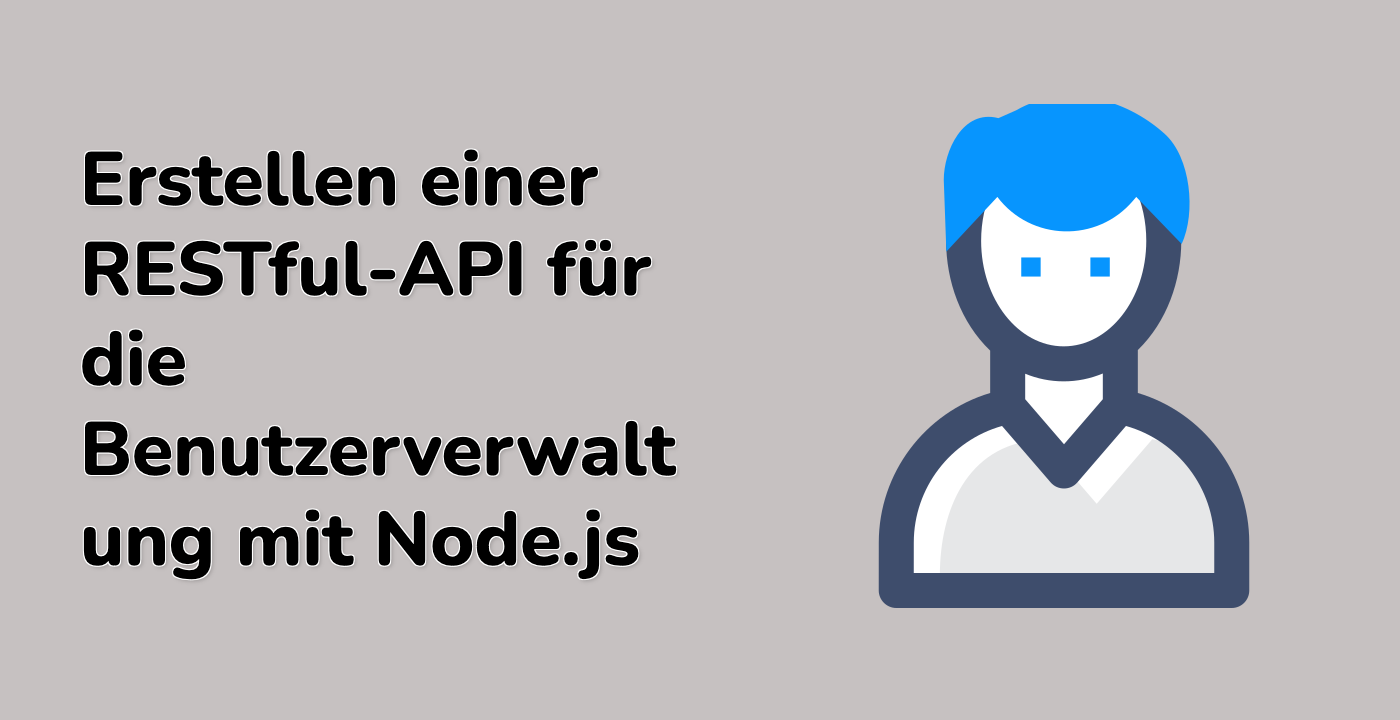 Erstellen einer
RESTful-API für
die
Benutzerverwalt
ung mit Node.js